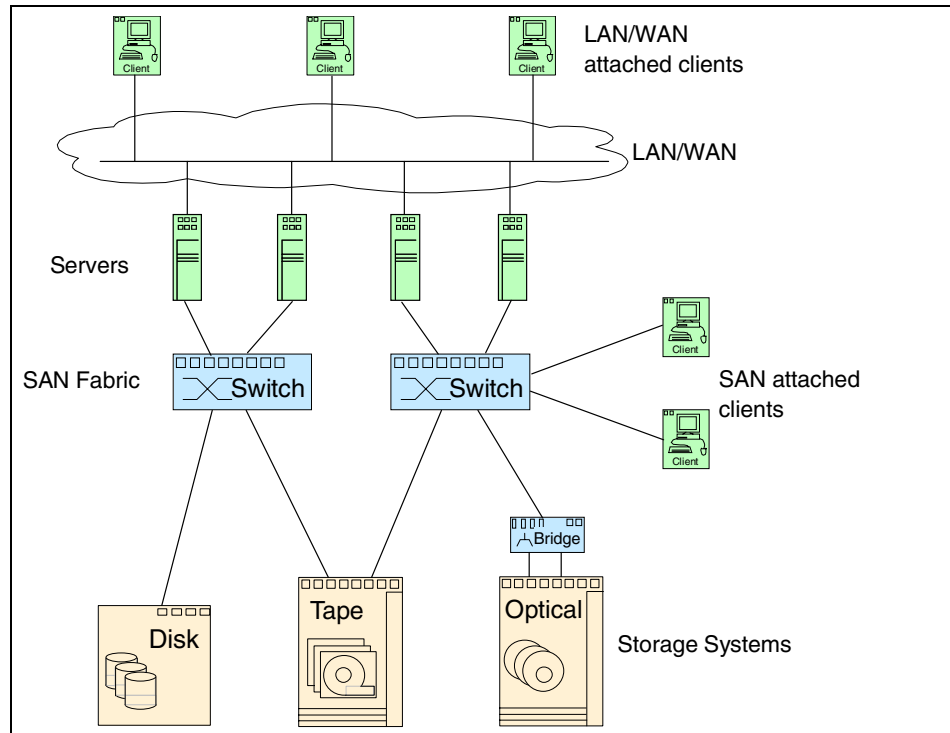 Client
Client
Client
LAN/WAN
attached clients
LAN/WAN
Servers
Client
SAN Fabric
Switch
Switch
SAN attached
clients
Client
Bridge
Disk
Tape
Optical
Storage Systems